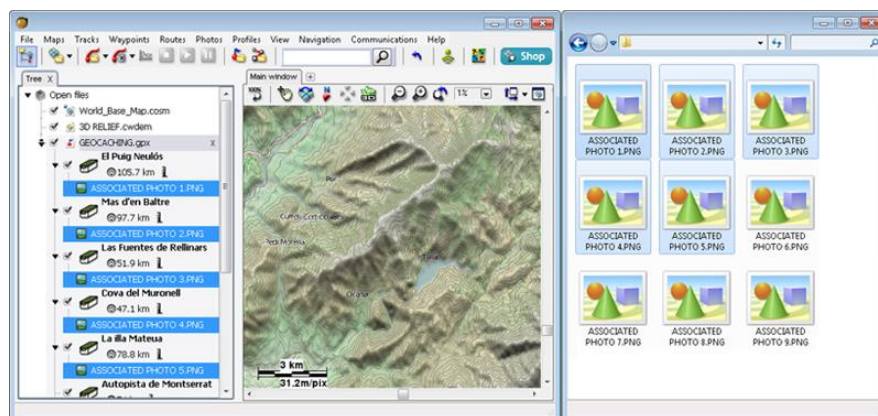 File Maps Tracks Waypoints Routes Photos Profiles View Navigation Communications Help
Shop
Tree X
Main window
100%
1%
Open files
World_Base_Map.cosm
3D RELIEF.cwdem
GEOCACHING.gpx x
El Puig Neulós
105.7 km
ASSOCIATED PHOTO 1.PNG
Mas d'en Baltre
97.7 km
ASSOCIATED PHOTO 2.PNG
Las Fuentes de Rellinars
51.9 km
ASSOCIATED PHOTO 3.PNG
Cova del Muronell
47.1 km
ASSOCIATED PHOTO 4.PNG
La illa Mateua
78.8 km
ASSOCIATED PHOTO 5.PNG
Autopista de Montserrat
3 km
31.2m/pix
ASSOCIATED PHOTO 1.PNG
ASSOCIATED PHOTO 2.PNG
ASSOCIATED PHOTO 3.PNG
ASSOCIATED PHOTO 4.PNG
ASSOCIATED PHOTO 5.PNG
ASSOCIATED PHOTO 6.PNG
ASSOCIATED PHOTO 7.PNG
ASSOCIATED PHOTO 8.PNG
ASSOCIATED PHOTO 9.PNG